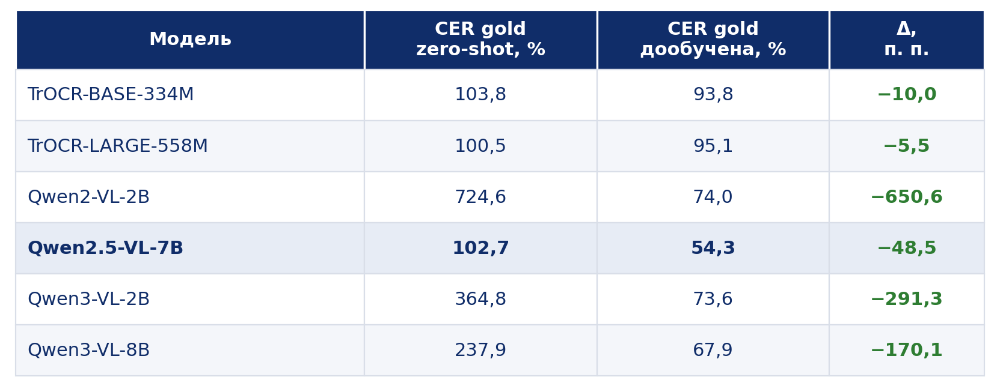 Модель
CER gold
zero-shot, %
CER gold
дообучена, %
Δ,
п. п.
TrOCR-BASE-334M 103,8 93,8 −10,0
TrOCR-LARGE-558M 100,5 95,1 −5,5
Qwen2-VL-2B 724,6 74,0 −650,6
Qwen2.5-VL-7B 102,7 54,3 −48,5
Qwen3-VL-2B 364,8 73,6 −291,3
Qwen3-VL-8B 237,9 67,9 −170,1